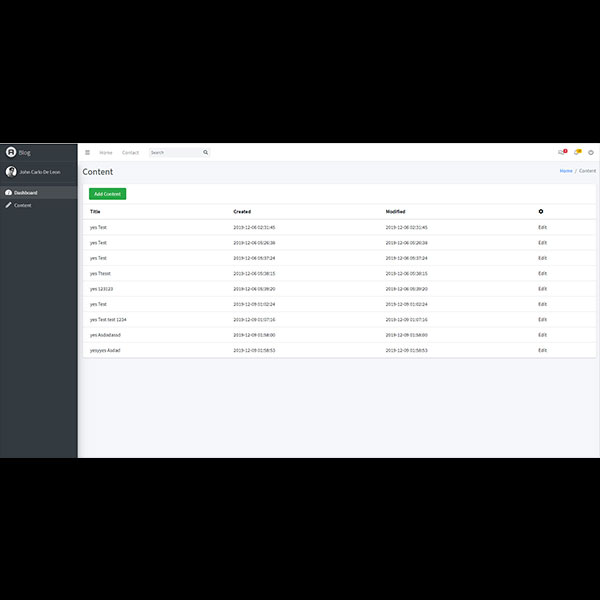 Blog
Home Contact Search
John Carlo De Leon
Content
Home / Content
Dashboard
Content
Add Content
Title Created Modified
yes Test 2019-12-06 02:31:45 2019-12-06 02:31:45 Edit
yes Test 2019-12-06 05:26:36 2019-12-06 05:26:36 Edit
yes Test 2019-12-06 05:37:24 2019-12-06 05:37:24 Edit
yes Tseset 2019-12-06 05:38:15 2019-12-06 05:38:15 Edit
yes 123123 2019-12-06 05:39:20 2019-12-06 05:39:20 Edit
yes Test 2019-12-09 01:02:24 2019-12-09 01:02:24 Edit
yes Test test 1234 2019-12-09 01:07:16 2019-12-09 01:07:16 Edit
yes Asdadassd 2019-12-09 01:58:00 2019-12-09 01:58:00 Edit
yesyyes Asdad 2019-12-09 01:58:53 2019-12-09 01:58:53 Edit